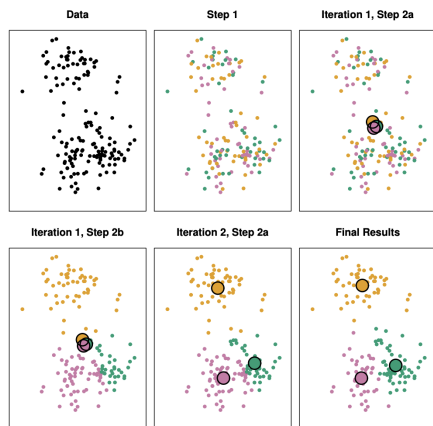 Data
Step 1
Iteration 1, Step 2a
Iteration 1, Step 2b
Iteration 2, Step 2a
Final Results